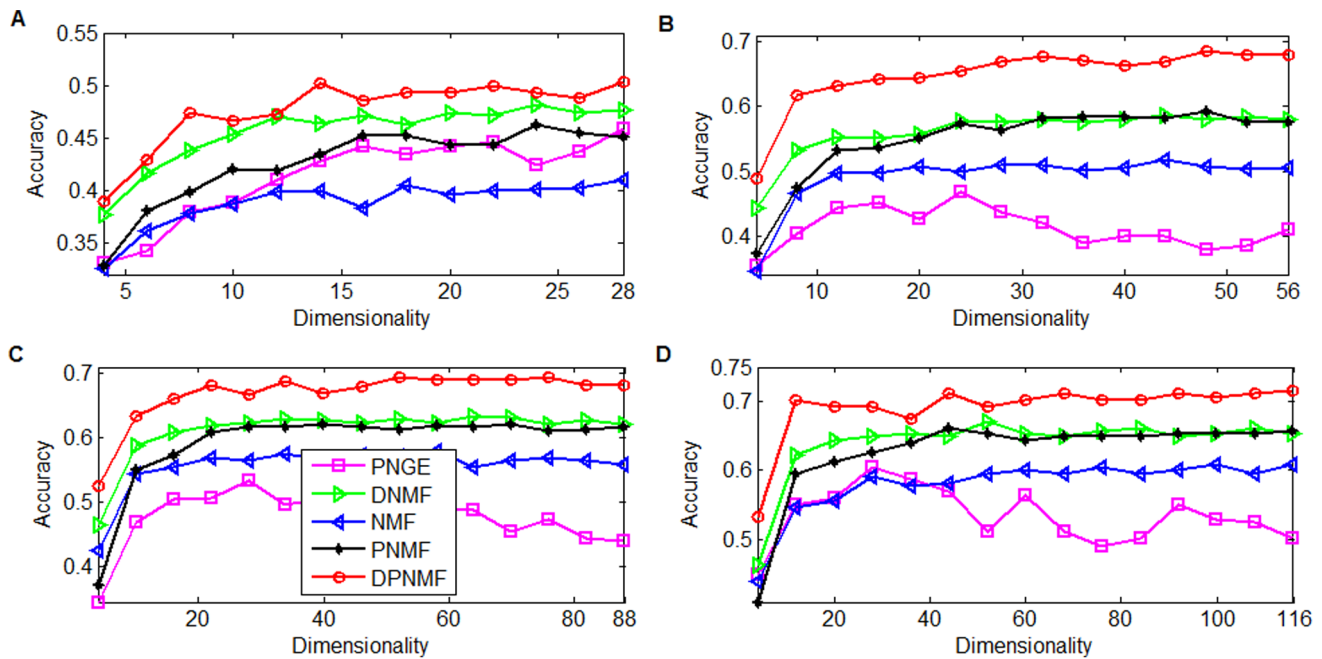 A
0.55
0.5
0.45
0.4
0.35
Accuracy
5 10 15 20 25 28
Dimensionality
B
0.7
0.6
0.5
0.4
Accuracy
10 20 30 40 50 56
Dimensionality
C
0.7
0.6
0.5
0.4
Accuracy
PNGE
DNMF
NMF
PNMF
DPNMF
20 40 60 80 88
Dimensionality
D
0.75
0.7
0.6
0.5
Accuracy
20 40 60 80 100 116
Dimensionality